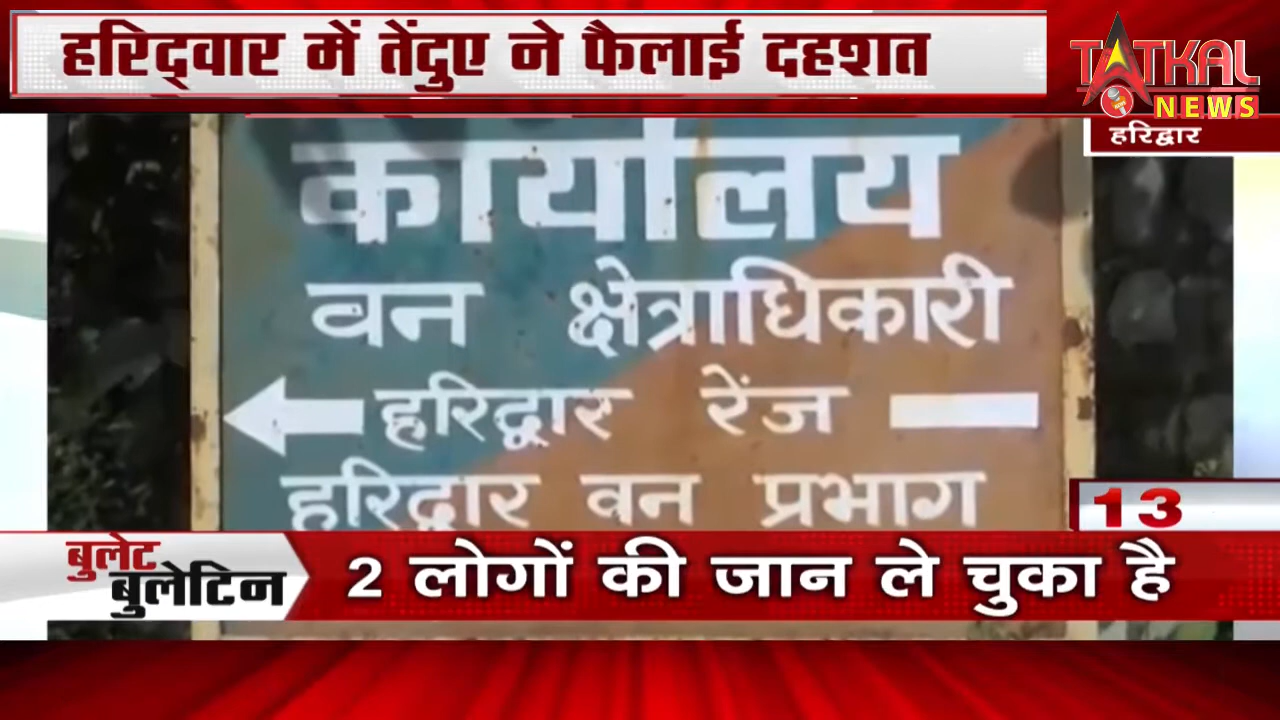 हरिद्वार में तेंदुए ने फैलाई दहशत
TATKAL
NEWS
हरिद्वार
कार्यालय
वन क्षेत्राधिकारी
हरिद्वार रेंज
हरिद्वार वन प्रभाग
13
बुलेट
बुलेटिन
2 लोगों की जान ले चुका है